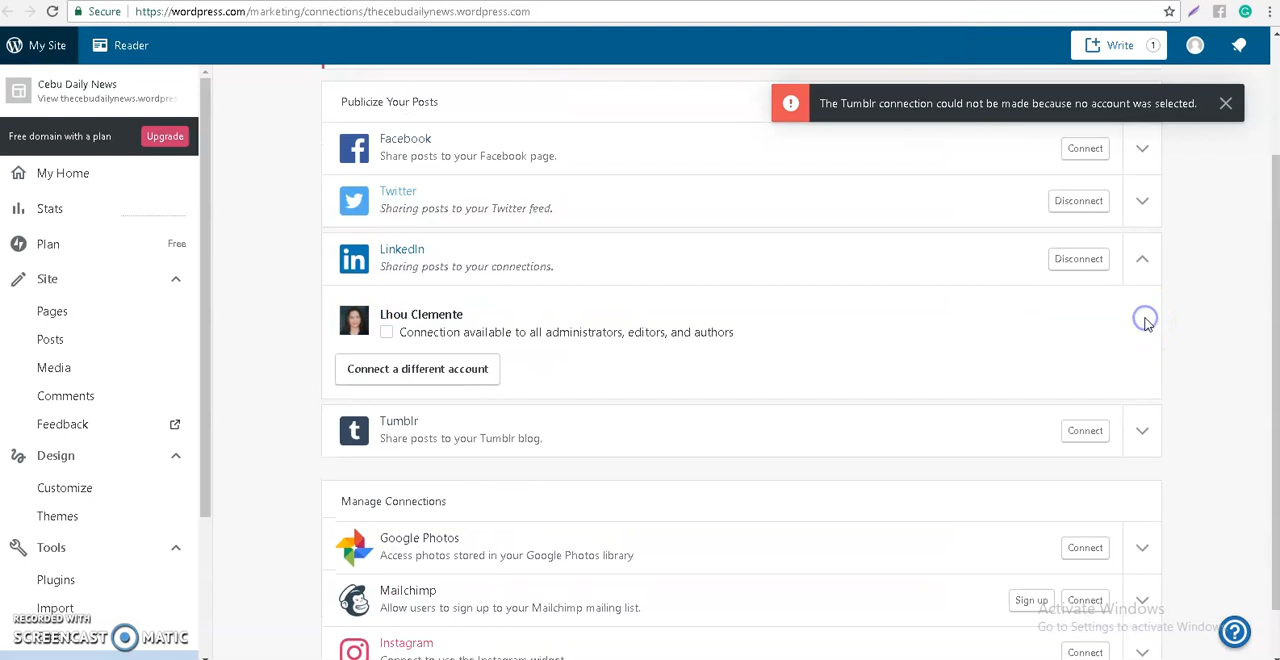 Secure https://wordpress.com/marketing/connections/thecebudailynews.wordpress.com
My Site
Reader
Write 1
Cebu Daily News
View thecebudailynews.wordpre
Free domain with a plan
Upgrade
My Home
Stats
Plan
Free
Site
Pages
Posts
Media
Comments
Feedback
Design
Customize
Themes
Tools
Plugins
Import
RECORDED WITH
SCREENCAST MATIC
Publicize Your Posts
The Tumblr connection could not be made because no account was selected.
Facebook
Share posts to your Facebook page.
Connect
Twitter
Sharing posts to your Twitter feed.
Disconnect
LinkedIn
Sharing posts to your connections.
Disconnect
Lhou Clemente
Connection available to all administrators, editors, and authors
Connect a different account
Tumblr
Share posts to your Tumblr blog.
Connect
Manage Connections
Google Photos
Access photos stored in your Google Photos library
Connect
Mailchimp
Allow users to sign up to your Mailchimp mailing list.
Sign up
Connect
Activate Windows
Go to Settings to activate Window
Instagram
Connect to use the Instagram widget
Connect